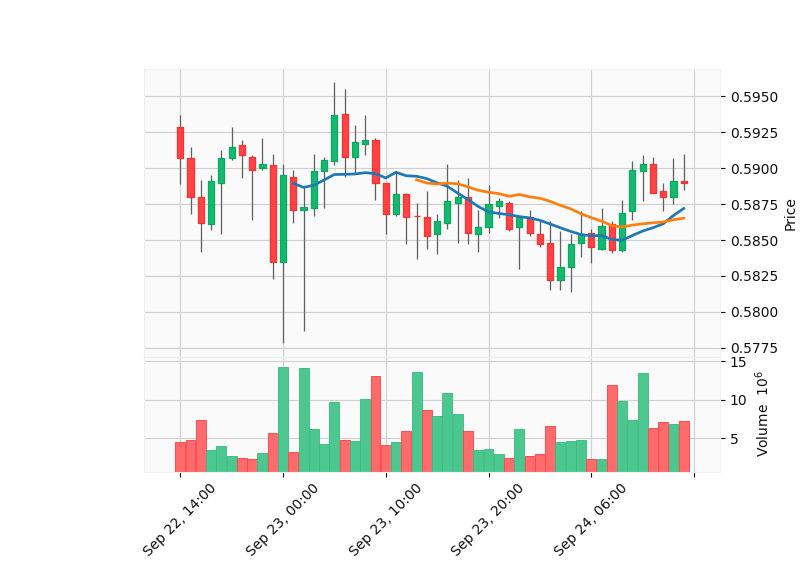 0.5950
0.5925
0.5900
0.5875
0.5850
0.5825
0.5800
0.5775
Price
15
10
5
Volume 10^6
Sep 22, 14:00
Sep 23, 00:00
Sep 23, 10:00
Sep 23, 20:00
Sep 24, 06:00